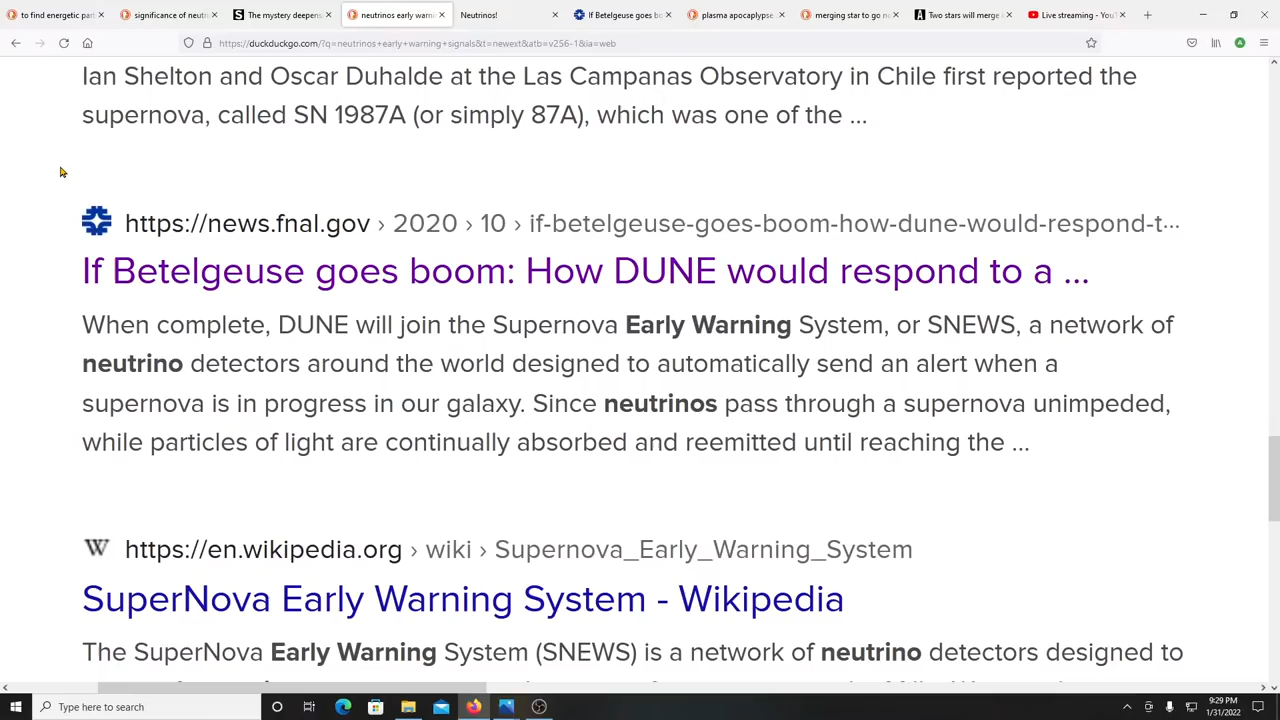 to find energetic part
significance of neutri
The mystery deepens
neutrinos early warni
Neutrinos!
If Betelgeuse goes bo
plasma apocaplypse
merging star to go n
Two stars will merge
Live streaming - YouT
https://duckduckgo.com/?q=neutrinos+early+warning+signals&t=newext&atb=v256-1&ia=web
Ian Shelton and Oscar Duhalde at the Las Campanas Observatory in Chile first reported the
supernova, called SN 1987A (or simply 87A), which was one of the ...
https://news.fnal.gov › 2020 › 10 › if-betelgeuse-goes-boom-how-dune-would-respond-t...
If Betelgeuse goes boom: How DUNE would respond to a ...
When complete, DUNE will join the Supernova Early Warning System, or SNEWS, a network of
neutrino detectors around the world designed to automatically send an alert when a
supernova is in progress in our galaxy. Since neutrinos pass through a supernova unimpeded,
while particles of light are continually absorbed and reemitted until reaching the ...
W https://en.wikipedia.org › wiki › Supernova_Early_Warning_System
SuperNova Early Warning System - Wikipedia
The SuperNova Early Warning System (SNEWS) is a network of neutrino detectors designed to
Type here to search
9:29 PM
1/31/2022